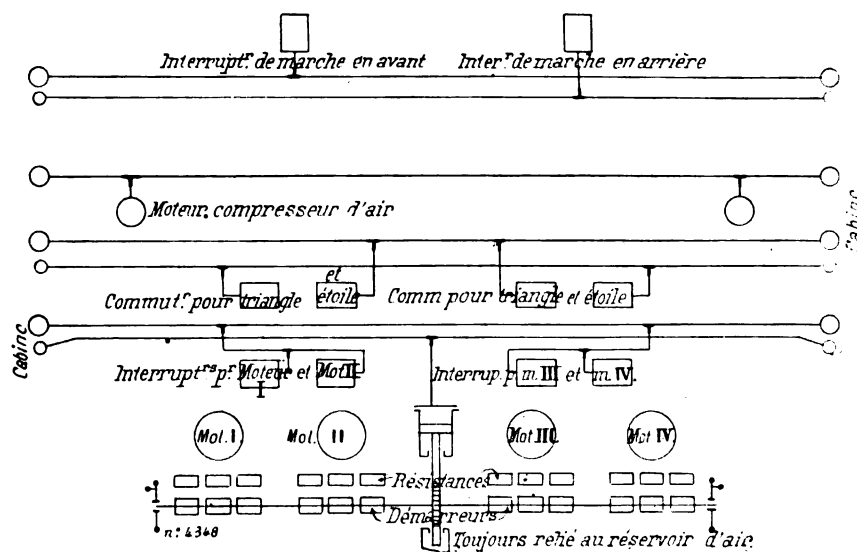 Interruptr. de marche en avant
Interr. de marche en arrière
Moteur. compresseur d'air
Cabine
Commutr. pour triangle et étoile
Comm pour triangle et étoile
Cabine
Interruptrs pr. Moteur I et Mot II
Interrup. p. m. III et m. IV.
Mot. I.
Mot. II
Mot III.
Mot IV.
Résistances
Démarreurs
n° 4348
Toujours relié au réservoir d'air.